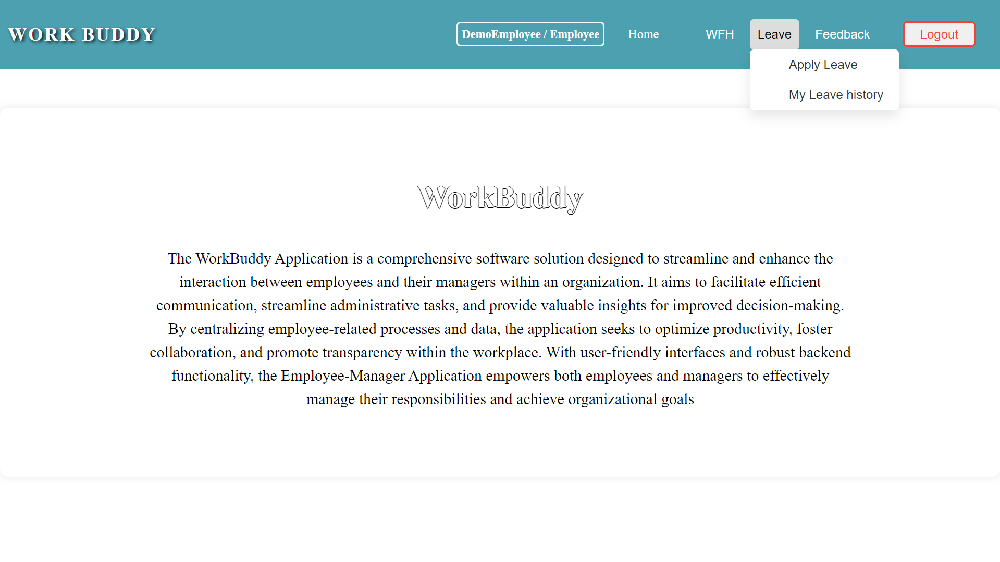 WORK BUDDY
DemoEmployee / Employee
Home
WFH
Leave
Feedback
Logout
Apply Leave
My Leave history
WorkBuddy
The WorkBuddy Application is a comprehensive software solution designed to streamline and enhance the
interaction between employees and their managers within an organization. It aims to facilitate efficient
communication, streamline administrative tasks, and provide valuable insights for improved decision-making.
By centralizing employee-related processes and data, the application seeks to optimize productivity, foster
collaboration, and promote transparency within the workplace. With user-friendly interfaces and robust backend
functionality, the Employee-Manager Application empowers both employees and managers to effectively
manage their responsibilities and achieve organizational goals